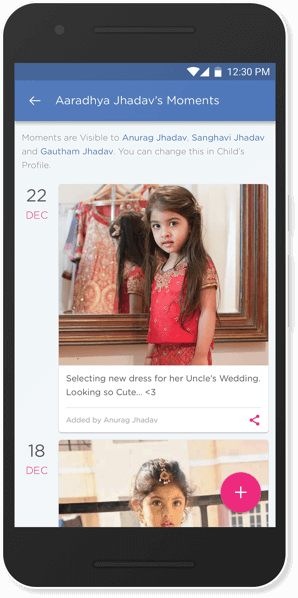 12:30 PM
Aaradhya Jhadav's Moments
Moments are Visible to Anurag Jhadav, Sanghavi Jhadav
and Gautham Jhadav. You can change this in Child's
Profile.
22
DEC
Selecting new dress for her Uncle's Wedding.
Looking so Cute... <3
Added by Anurag Jhadav
18
DEC